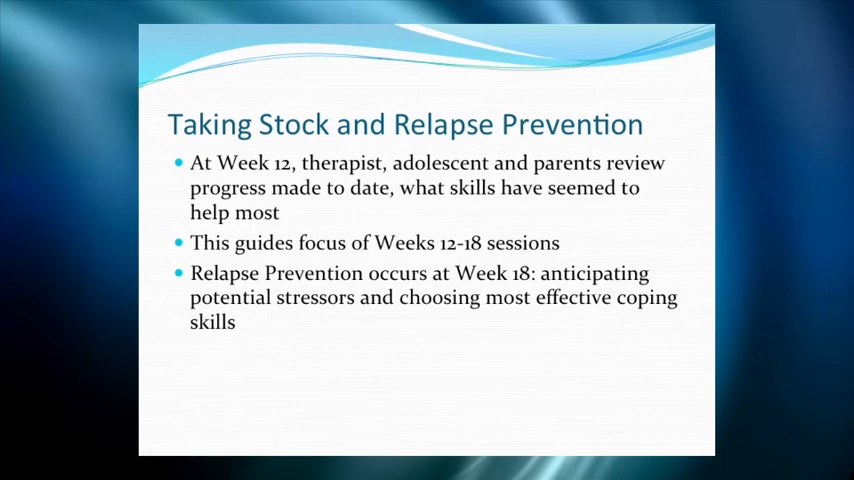 Taking Stock and Relapse Prevention
• At Week 12, therapist, adolescent and parents review
progress made to date, what skills have seemed to
help most
• This guides focus of Weeks 12-18 sessions
• Relapse Prevention occurs at Week 18: anticipating
potential stressors and choosing most effective coping
skills